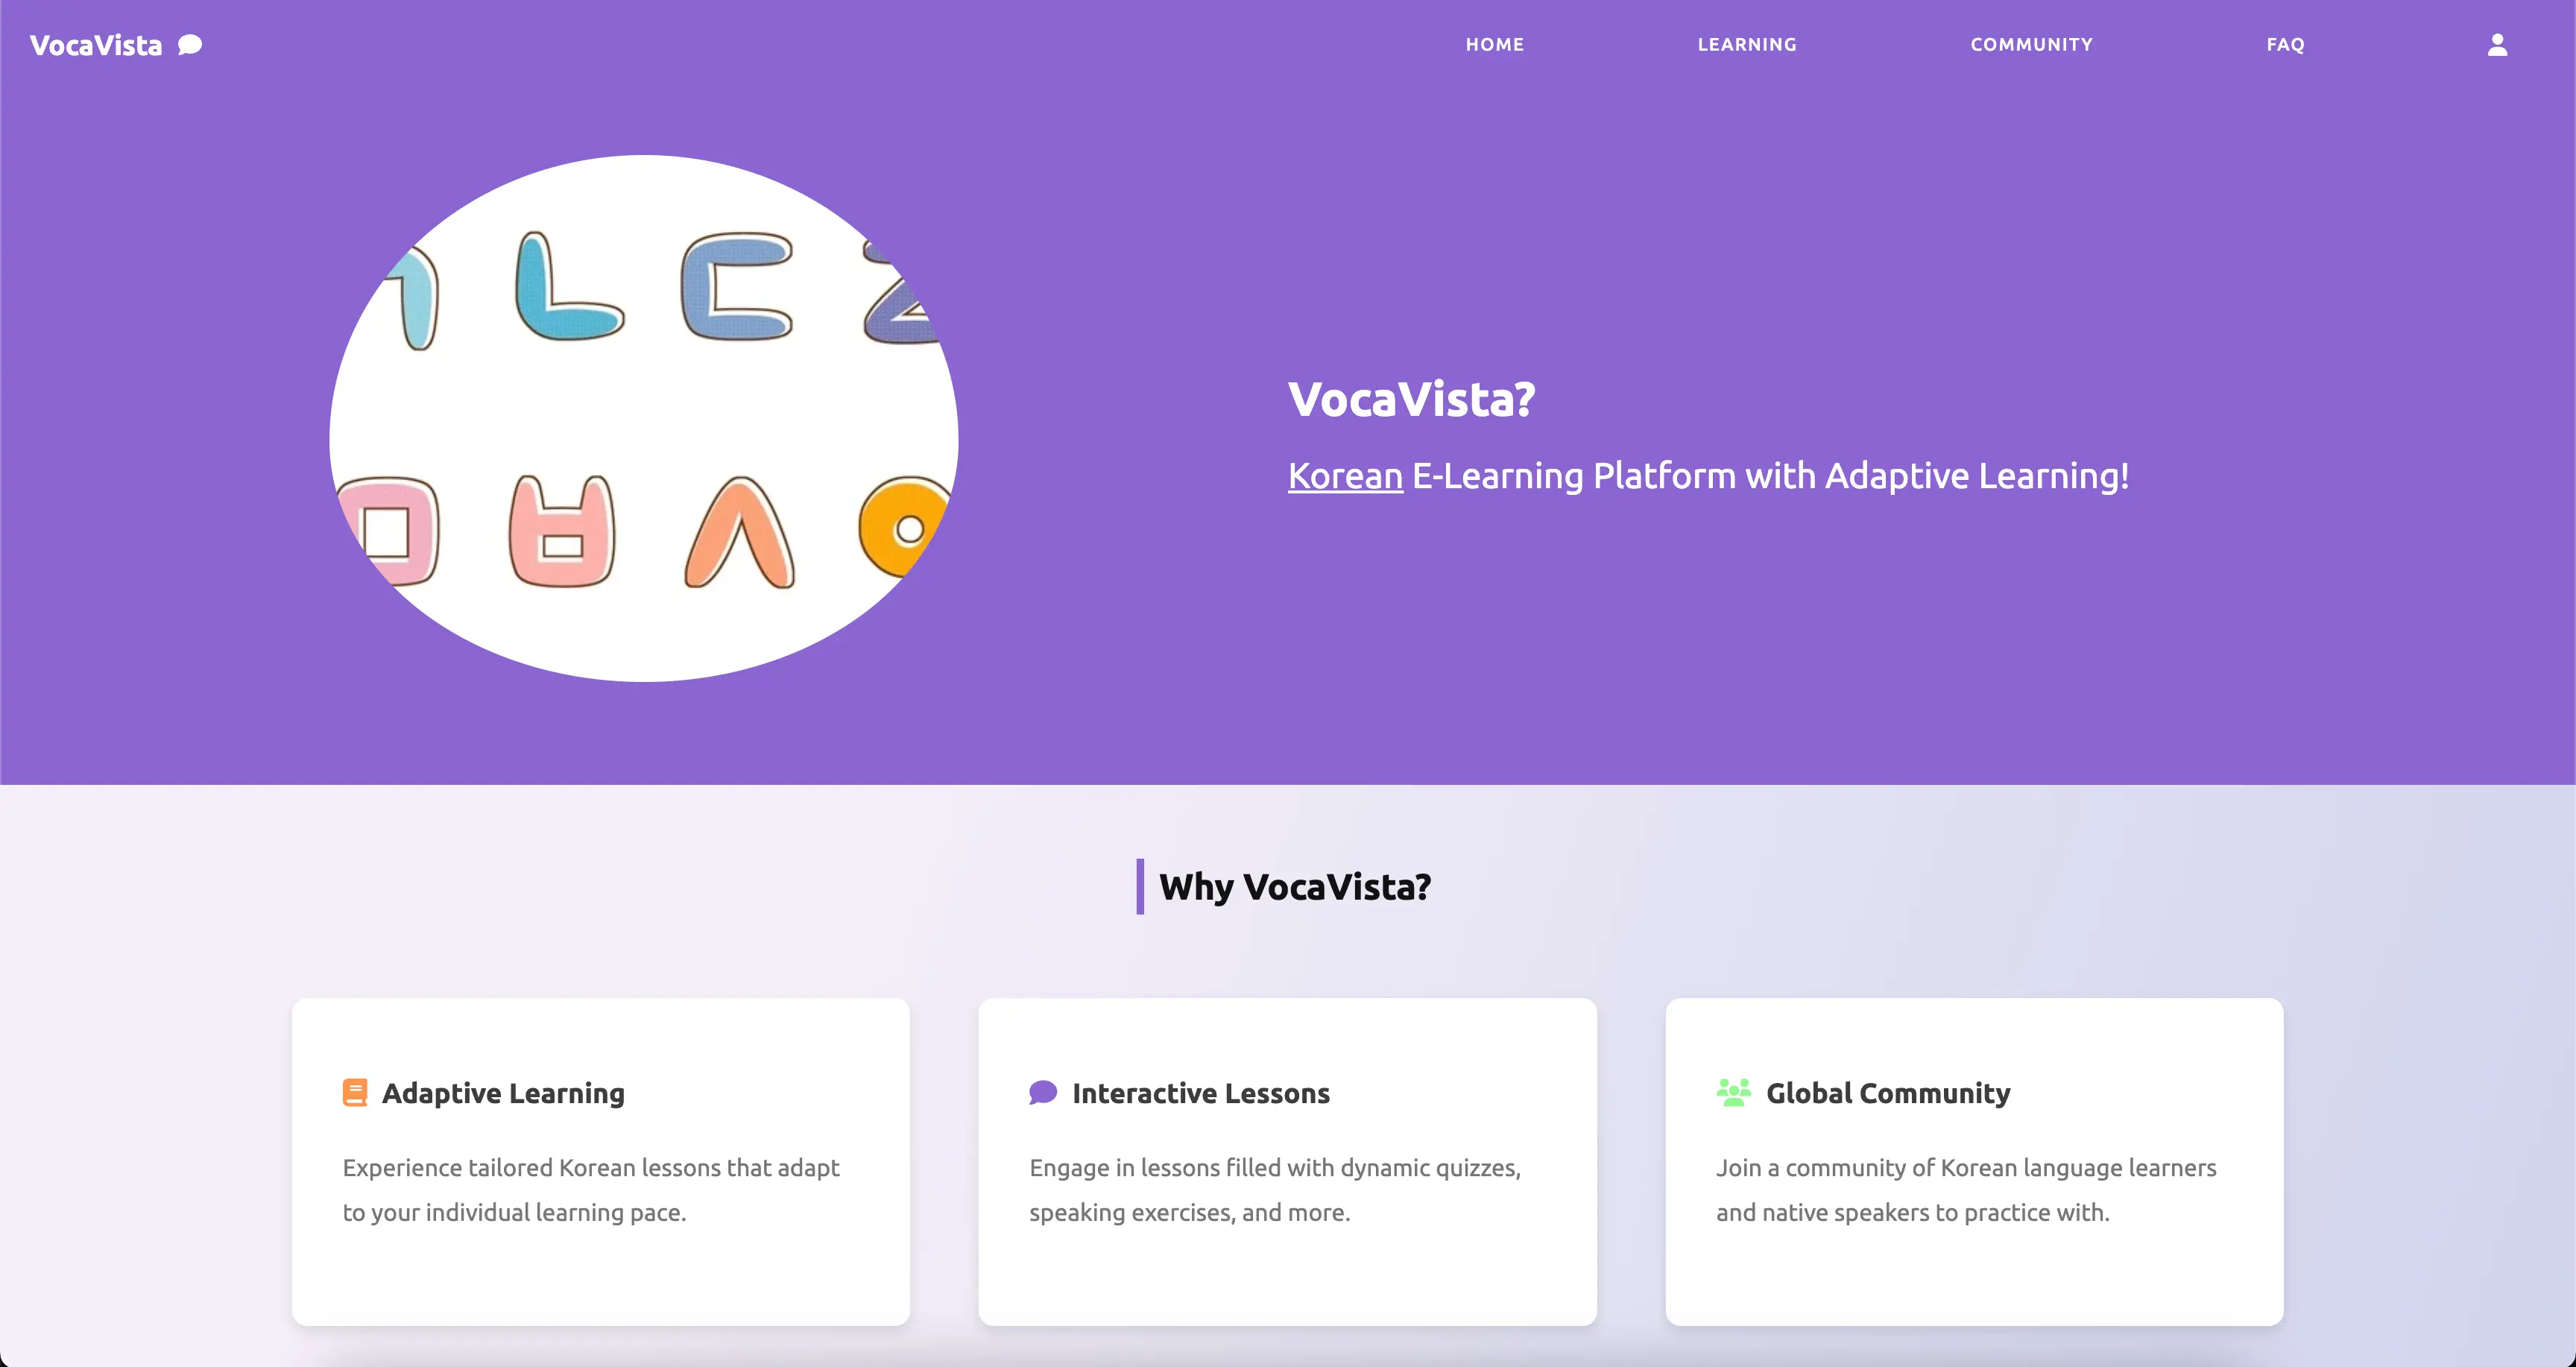 VocaVista
HOME
LEARNING
COMMUNITY
FAQ
ㄱ ㄴ ㄷ ㄹ
ㅁ ㅂ ㅅ ㅇ
VocaVista?
Korean E-Learning Platform with Adaptive Learning!
Why VocaVista?
Adaptive Learning
Experience tailored Korean lessons that adapt
to your individual learning pace.
Interactive Lessons
Engage in lessons filled with dynamic quizzes,
speaking exercises, and more.
Global Community
Join a community of Korean language learners
and native speakers to practice with.